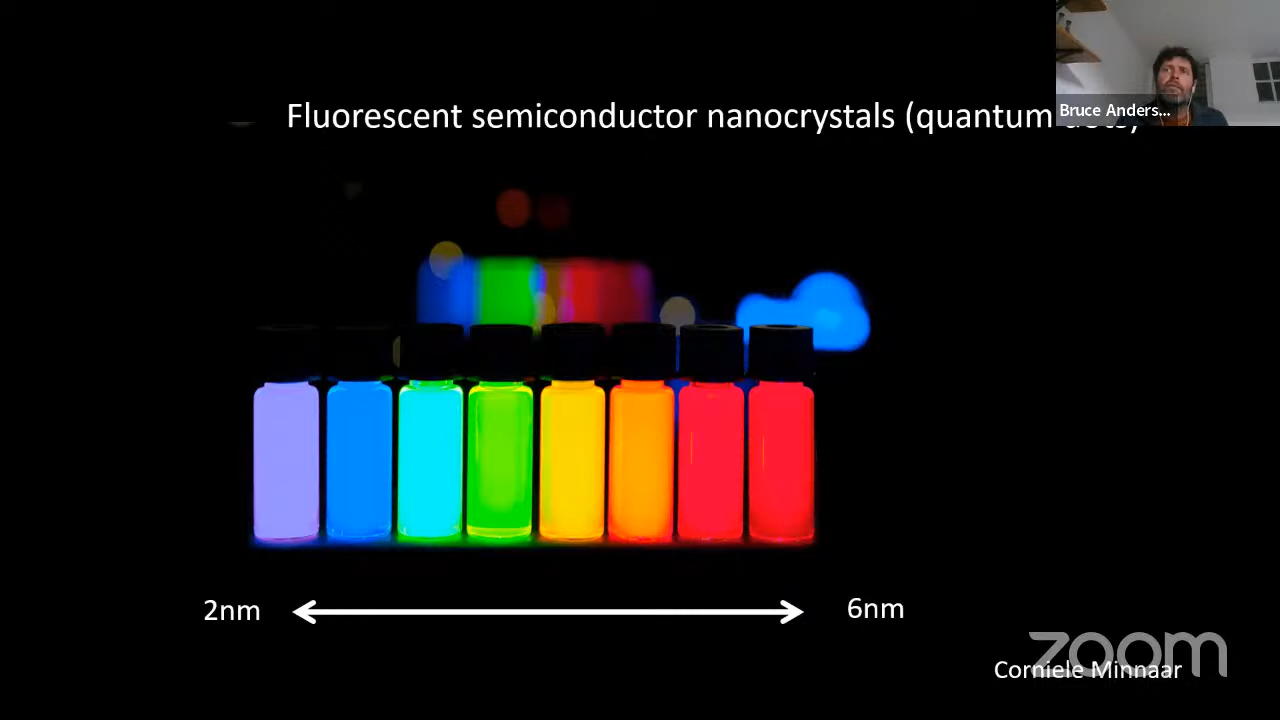 Bruce Anders...
Fluorescent semiconductor nanocrystals (quantum
2nm
6nm
zoom
Corniele Minnaar